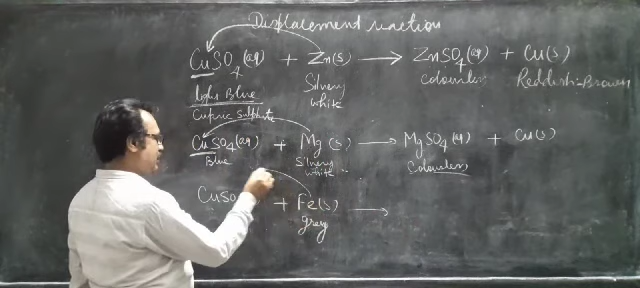 Displacement reaction
CuSO4(aq) + Zn(s) → ZnSO4(aq) + Cu(s)
light Blue Silvery white Colourless Reddish-Brown
Cupric Sulphate
CuSO4(aq) + Mg(s) → MgSO4(aq) + Cu(s)
Blue Silvery white Colourless
CuSO + Fe(s) →
grey